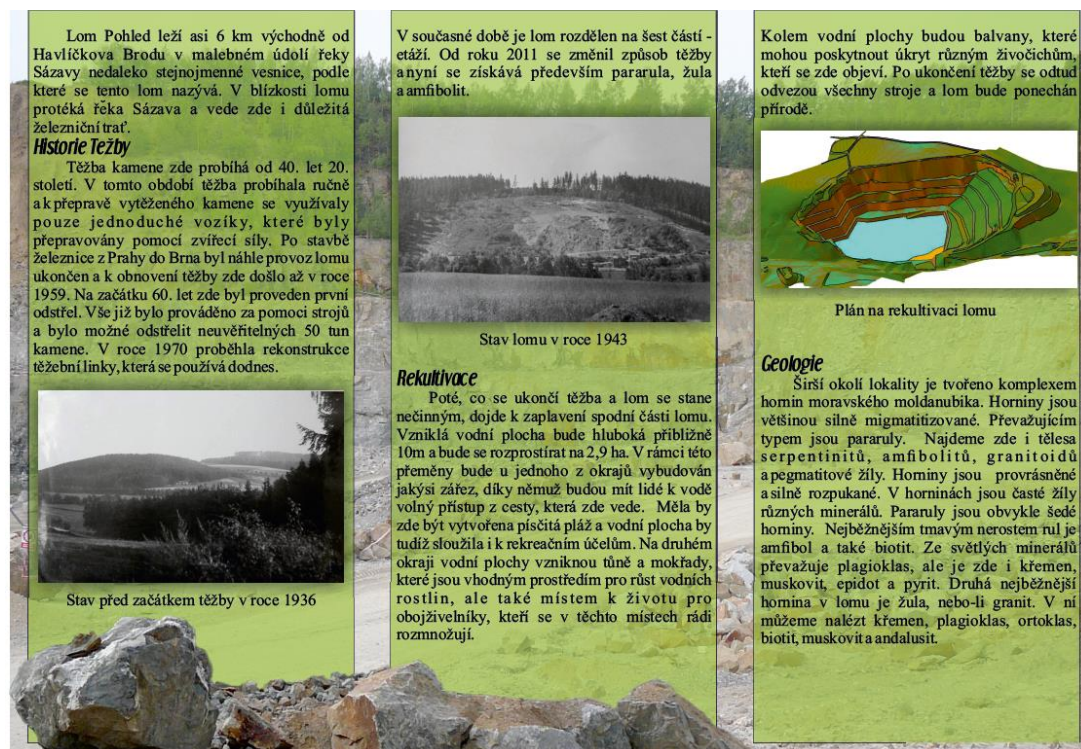 Lom Pohled leží asi 6 km východně od
Havlíčkova Brodu v malebném údolí řeky
Sázavy nedaleko stejnojmenné vesnice, podle
které se tento lom nazývá. V blízkosti lomu
protéká řeka Sázava a vede zde i důležitá
železniční trať.
Historie Težby
Těžba kamene zde probíhá od 40. let 20.
století. V tomto období těžba probíhala ručně
a k přepravě vytěženého kamene se využívaly
pouze jednoduché vozíky, které byly
přepravovány pomocí zvířecí síly. Po stavbě
železnice z Prahy do Brna byl náhle provoz lomu
ukončen a k obnovení těžby zde došlo až v roce
1959. Na začátku 60. let zde byl proveden první
odstřel. Vše již bylo prováděno za pomoci strojů
a bylo možné odstřelit neuvěřitelných 50 tun
kamene. V roce 1970 proběhla rekonstrukce
těžební linky, která se používá dodnes.
Stav před začátkem těžby v roce 1936
V současné době je lom rozdělen na šest částí -
etáží. Od roku 2011 se změnil způsob těžby
a nyní se získává především pararula, žula
a amfibolit.
Stav lomu v roce 1943
Rekultivace
Poté, co se ukončí těžba a lom se stane
nečinným, dojde k zaplavení spodní části lomu.
Vzniklá vodní plocha bude hluboká přibližně
10m a bude se rozprostírat na 2,9 ha. V rámci této
přeměny bude u jednoho z okrajů vybudován
jakýsi zářez, díky němuž budou mít lidé k vodě
volný přístup z cesty, která zde vede. Měla by
zde být vytvořena písčitá pláž a vodní plocha by
tudíž sloužila i k rekreačním účelům. Na druhém
okraji vodní plochy vzniknou tůně a mokřady,
které jsou vhodným prostředím pro růst vodních
rostlin, ale také místem k životu pro
obojživelníky, kteří se v těchto místech rádi
rozmnožují.
Kolem vodní plochy budou balvany, které
mohou poskytnout úkryt různým živočichům,
kteří se zde objeví. Po ukončení těžby se odtud
odvezou všechny stroje a lom bude ponechán
přírodě.
Plán na rekultivaci lomu
Geologie
Širší okolí lokality je tvořeno komplexem
hornin moravského moldanubika. Horniny jsou
většinou silně migmatitizované. Převažujícím
typem jsou pararuly. Najdeme zde i tělesa
serpentinitů, amfibolitů, granitoidů
a pegmatitové žíly. Horniny jsou provrásněné
a silně rozpukané. V horninách jsou časté žíly
různých minerálů. Pararuly jsou obvykle šedé
horniny. Nejběžnějším tmavým nerostem rul je
amfibol a také biotit. Ze světlých minerálů
převažuje plagioklas, ale je zde i křemen,
muskovit, epidot a pyrit. Druhá nejběžnější
hornina v lomu je žula, nebo-li granit. V ní
můžeme nalézt křemen, plagioklas, ortoklas,
biotit, muskovit a andalusit.